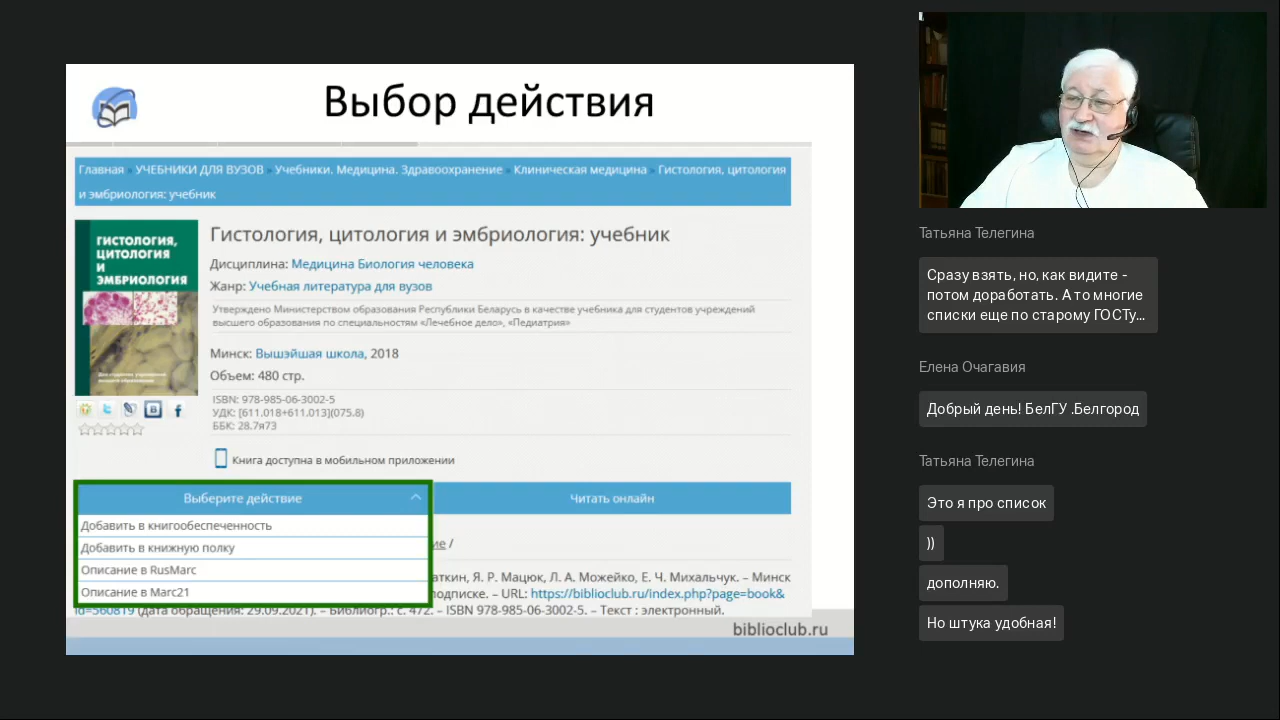 Выбор действия
Главная » УЧЕБНИКИ ДЛЯ ВУЗОВ » Учебники. Медицина. Здравоохранение » Клиническая медицина » Гистология, цитология
и эмбриология: учебник
ГИСТОЛОГИЯ,
ЦИТОЛОГИЯ
И
ЭМБРИОЛОГИЯ
Гистология, цитология и эмбриология: учебник
Дисциплина: Медицина Биология человека
Жанр: Учебная литература для вузов
Утверждено Министерством образования Республики Беларусь в качестве учебника для студентов учреждений
высшего образования по специальностям «Лечебное дело», «Педиатрия»
Минск: Вышэйшая школа, 2018
Объем: 480 стр.
ISBN: 978-985-06-3002-5
УДК: [611.018+611.013](075.8)
ББК: 28.7я73
Книга доступна в мобильном приложении
Выберите действие
Читать онлайн
Добавить в книгообеспеченность
Добавить в книжную полку
Описание в RusMarc
Описание в Marc21
ие /
аткин, Я. Р. Мацюк, Л. А. Можейко, Е. Ч. Михальчук. – Минск
подписке. – URL: https://biblioclub.ru/index.php?page=book&
id=560819 (дата обращения: 29.09.2021). – Библиогр.: с. 472. – ISBN 978-985-06-3002-5. – Текст : электронный.
biblioclub.ru
Татьяна Телегина
Сразу взять, но, как видите -
потом доработать. А то многие
списки еще по старому ГОСТу...
Елена Очагавия
Добрый день! БелГУ .Белгород
Татьяна Телегина
Это я про список
))
дополняю.
Но штука удобная!